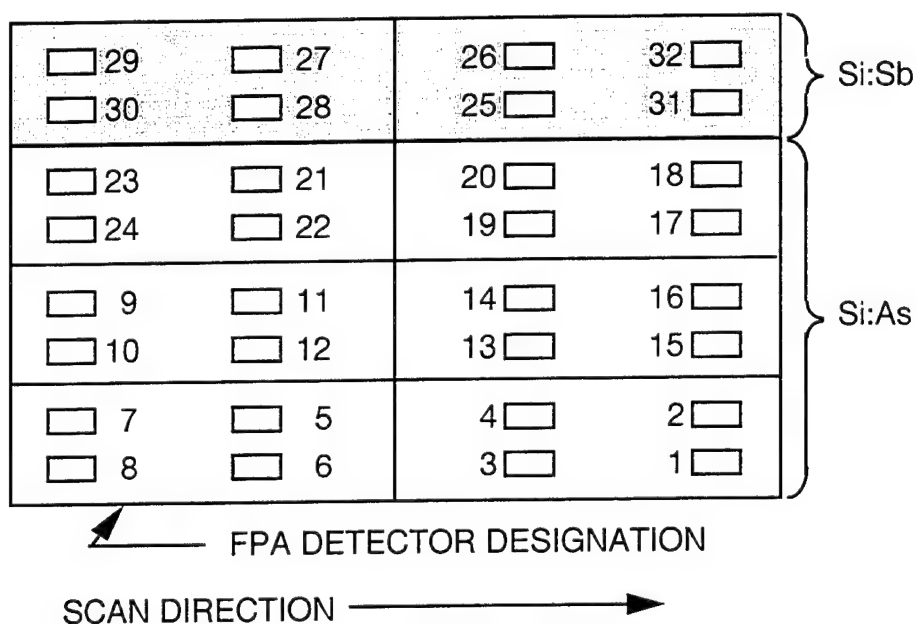 29 27 26 32
30 28 25 31
Si:Sb
23 21 20 18
24 22 19 17
9 11 14 16
10 12 13 15
Si:As
7 5 4 2
8 6 3 1
FPA DETECTOR DESIGNATION
SCAN DIRECTION